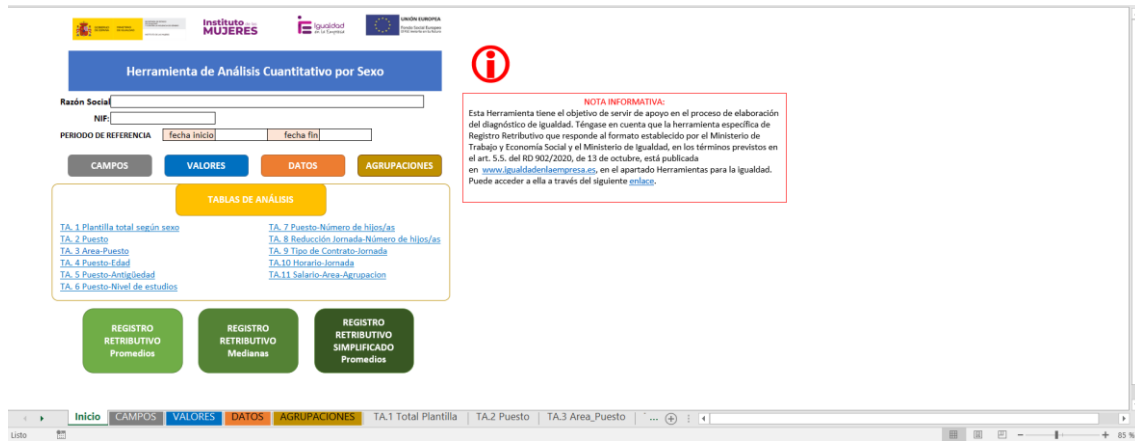 Instituto de las
MUJERES
Igualdad
en la Empresa
UNIÓN EUROPEA
Fondo Social Europeo
Herramienta de Análisis Cuantitativo por Sexo
Razón Social
NIF:
PERIODO DE REFERENCIA fecha inicio fecha fin
CAMPOS VALORES DATOS AGRUPACIONES
TABLAS DE ANÁLISIS
TA. 1 Plantilla total según sexo
TA. 2 Puesto
TA. 3 Area-Puesto
TA. 4 Puesto-Edad
TA. 5 Puesto-Antigüedad
TA. 6 Puesto-Nivel de estudios
TA. 7 Puesto-Número de hijos/as
TA. 8 Reducción Jornada-Número de hijos/as
TA. 9 Tipo de Contrato-Jornada
TA.10 Horario-Jornada
TA.11 Salario-Area-Agrupacion
REGISTRO
RETRIBUTIVO
Promedios
REGISTRO
RETRIBUTIVO
Medianas
REGISTRO
RETRIBUTIVO
SIMPLIFICADO
Promedios
NOTA INFORMATIVA:
Esta Herramienta tiene el objetivo de servir de apoyo en el proceso de elaboración
del diagnóstico de igualdad. Téngase en cuenta que la herramienta específica de
Registro Retributivo que responde al formato establecido por el Ministerio de
Trabajo y Economía Social y el Ministerio de Igualdad, en los términos previstos en
el art. 5.5. del RD 902/2020, de 13 de octubre, está publicada
en www.igualdadenlaempresa.es, en el apartado Herramientas para la igualdad.
Puede acceder a ella a través del siguiente enlace.
Inicio CAMPOS VALORES DATOS AGRUPACIONES TA.1 Total Plantilla TA.2 Puesto TA.3 Area_Puesto ...
Listo
85 %